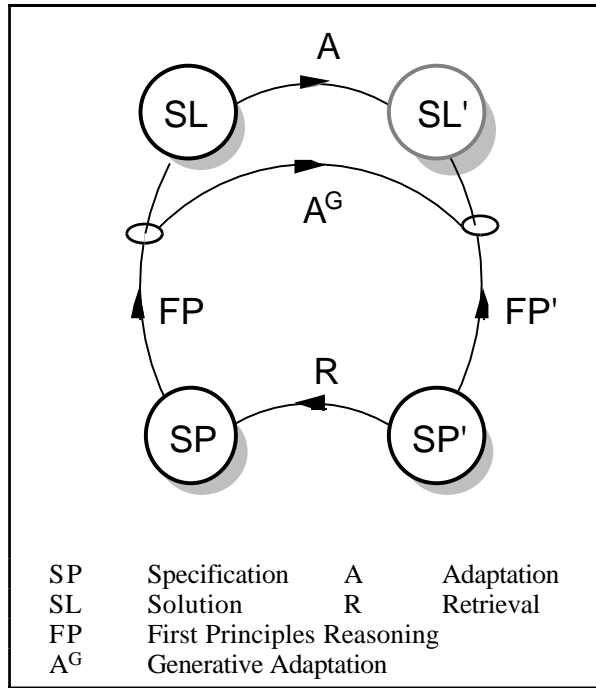 A
SL SL'
A^G
FP FP'
R
SP SP'
SP Specification A Adaptation
SL Solution R Retrieval
FP First Principles Reasoning
A^G Generative Adaptation